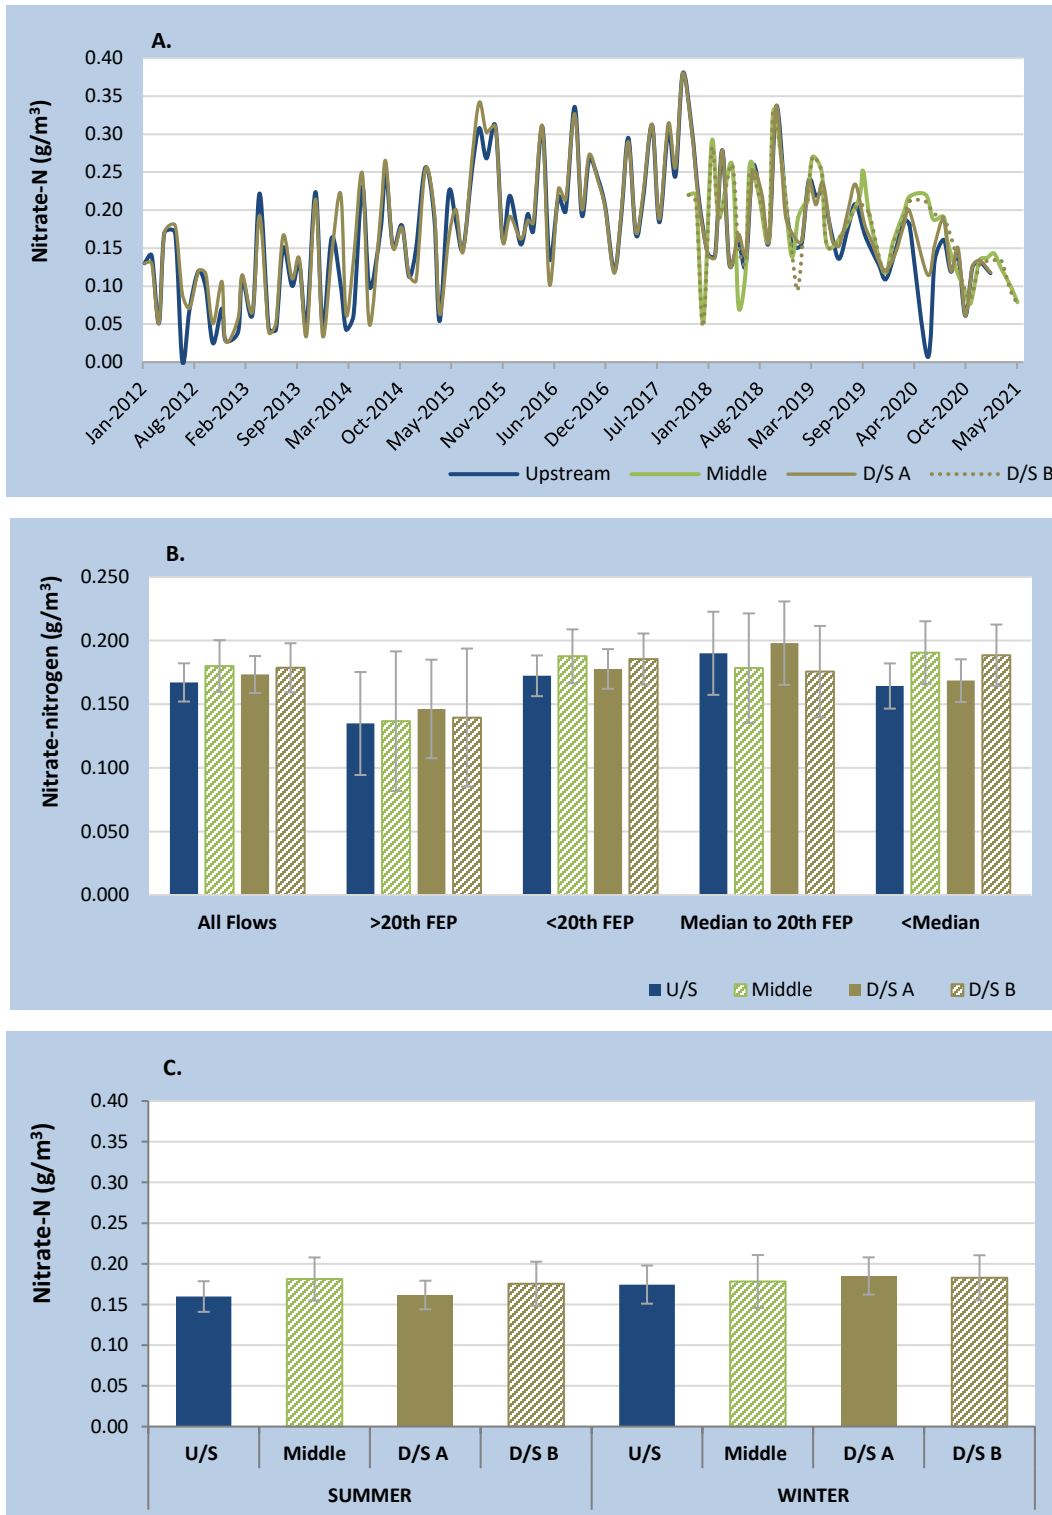 A.
Nitrate-N (g/m³)
0.40
0.35
0.30
0.25
0.20
0.15
0.10
0.05
0.00
Jan-2012 Aug-2012 Feb-2013 Sep-2013 Mar-2014 Oct-2014 May-2015 Nov-2015 Jun-2016 Dec-2016 Jul-2017 Jan-2018 Aug-2018 Mar-2019 Sep-2019 Apr-2020 Oct-2020 May-2021
Upstream Middle D/S A D/S B
B.
Nitrate-nitrogen (g/m³)
0.250
0.200
0.150
0.100
0.050
0.000
All Flows >20th FEP <20th FEP Median to 20th FEP <Median
U/S Middle D/S A D/S B
C.
Nitrate-N (g/m³)
0.40
0.35
0.30
0.25
0.20
0.15
0.10
0.05
0.00
U/S Middle D/S A D/S B U/S Middle D/S A D/S B
SUMMER WINTER